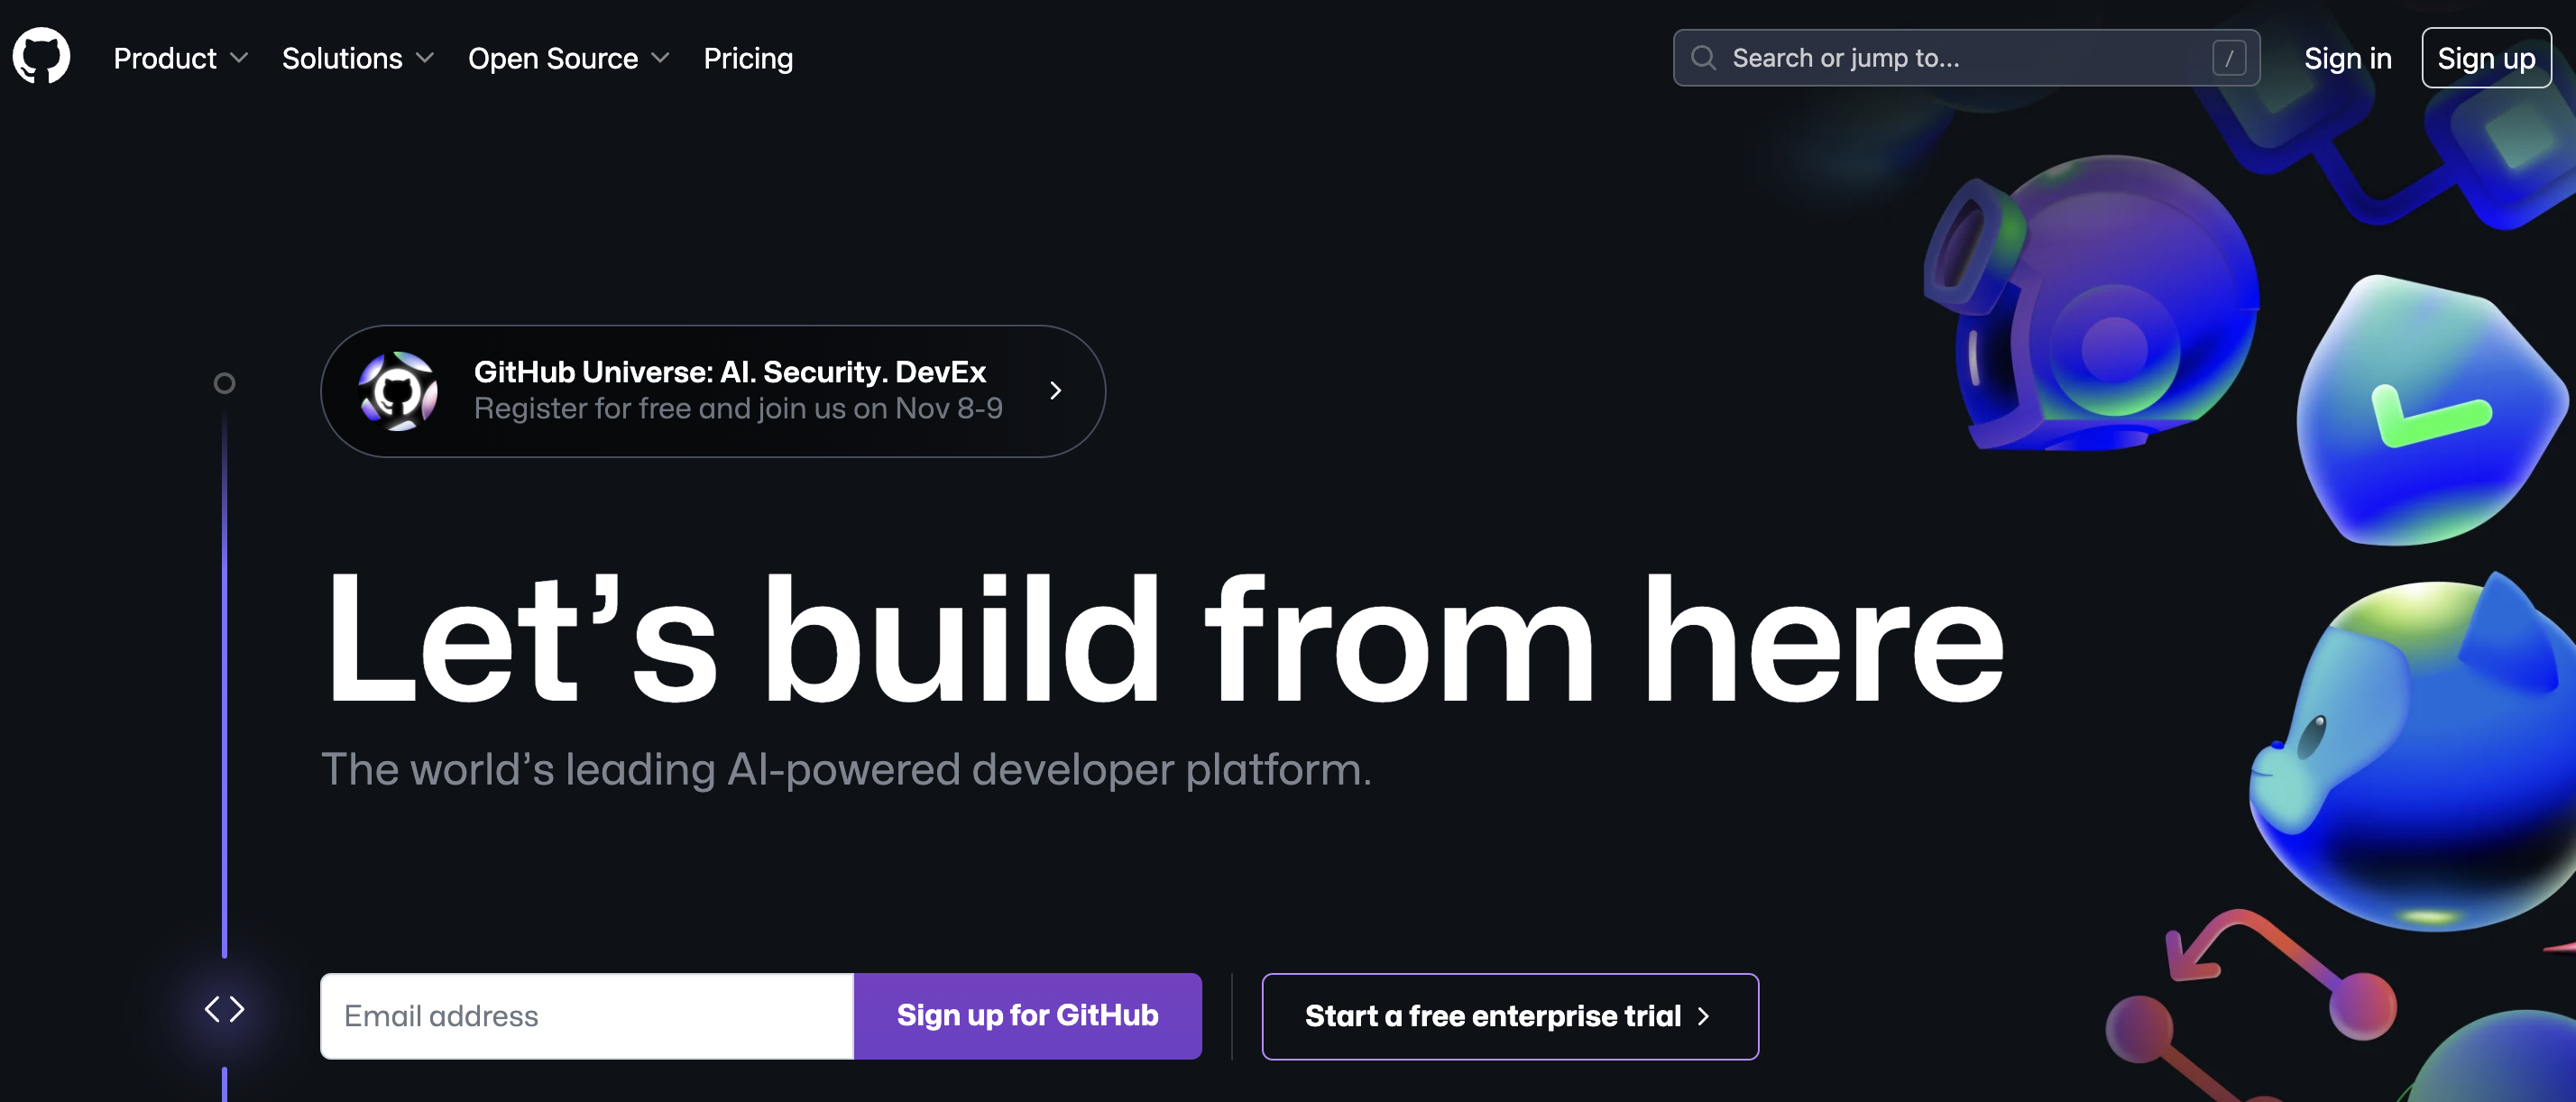 Product
Solutions
Open Source
Pricing
Search or jump to...
/
Sign in
Sign up
GitHub Universe: AI. Security. DevEx
Register for free and join us on Nov 8-9
Let’s build from here
The world’s leading AI-powered developer platform.
Email address
Sign up for GitHub
Start a free enterprise trial